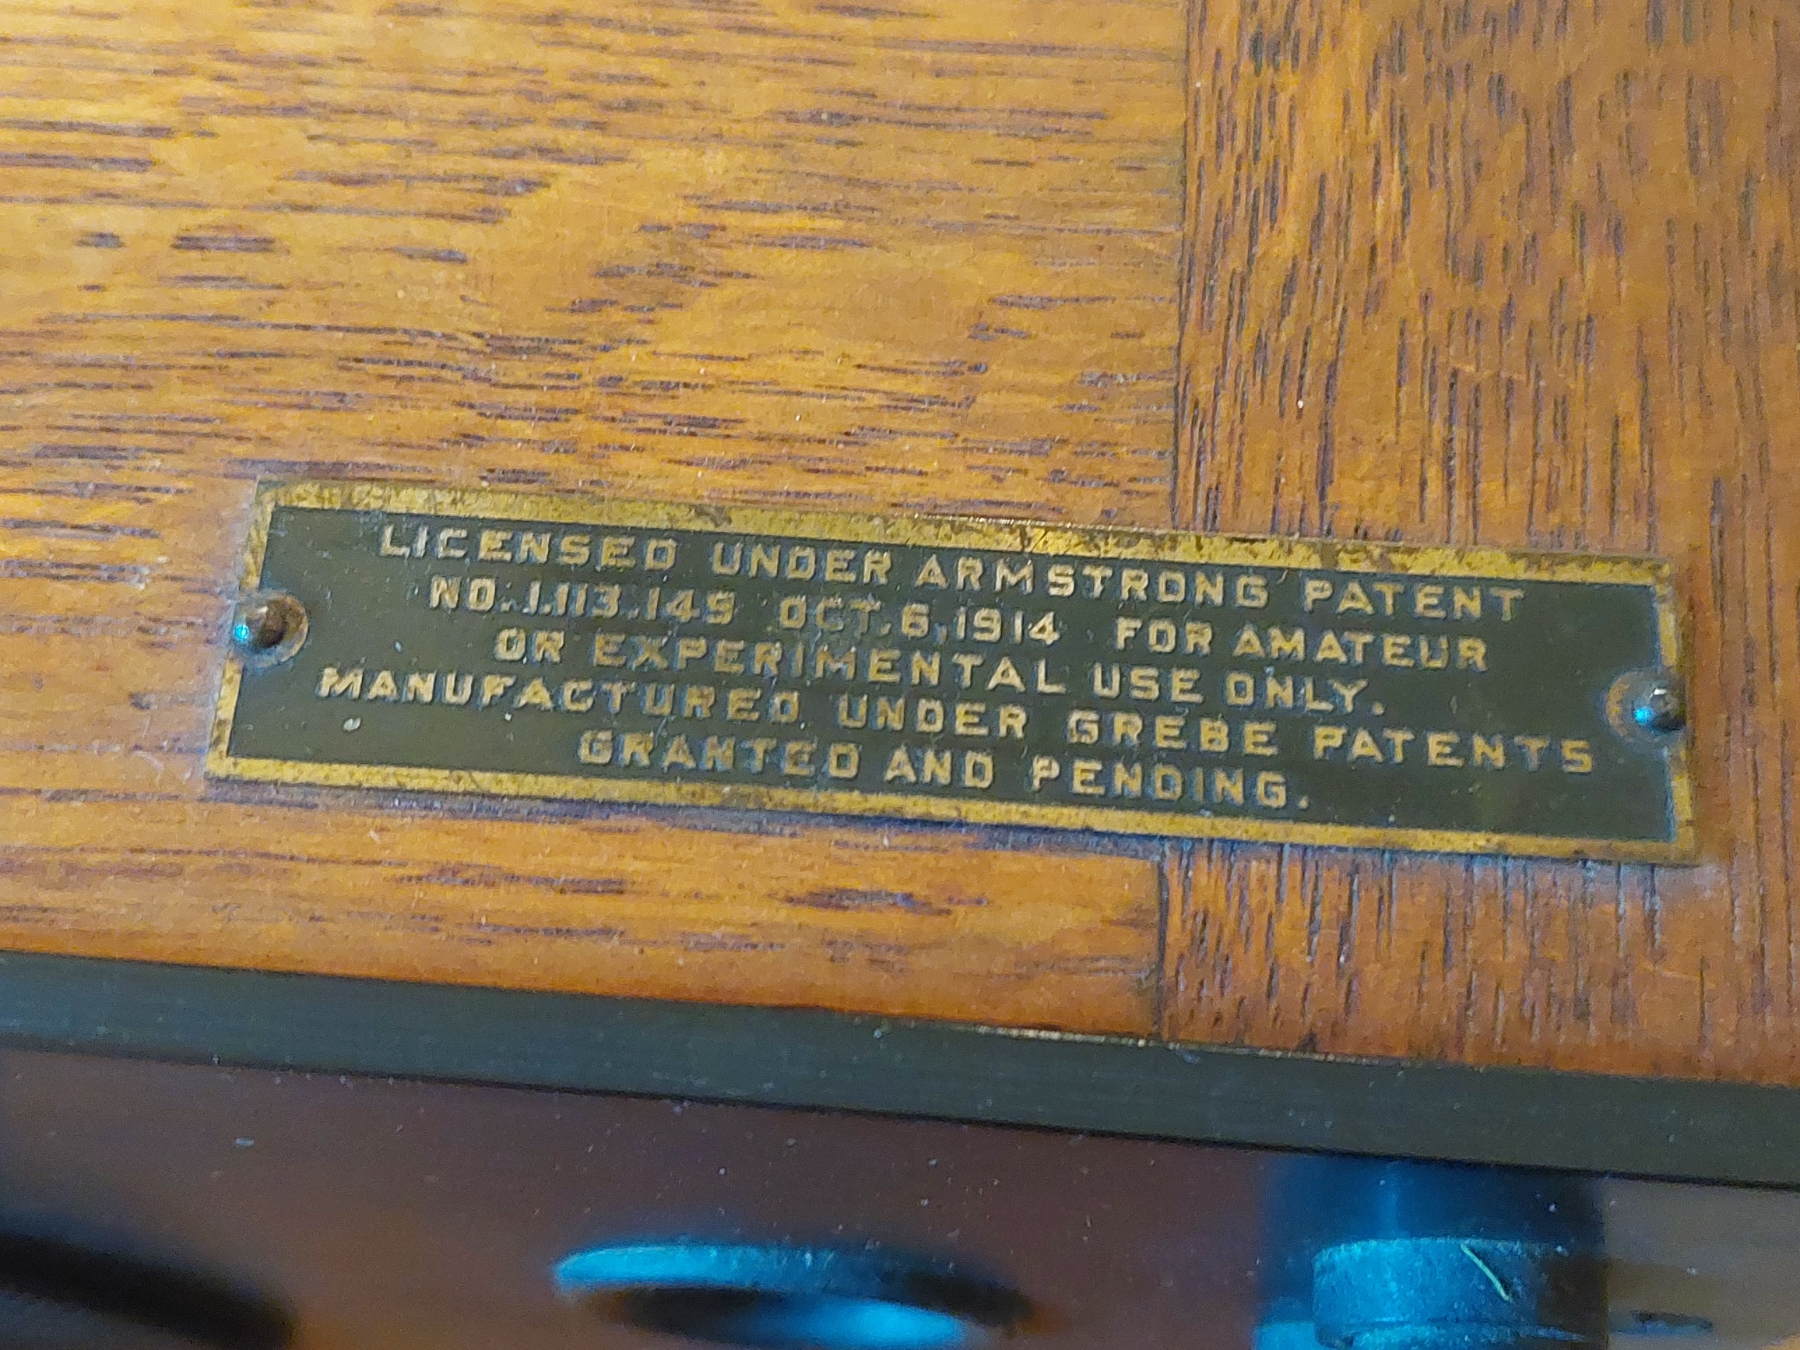 LICENSED UNDER ARMSTRONG PATENT
NO. 1.113.149 OCT. 6, 1914 FOR AMATEUR
OR EXPERIMENTAL USE ONLY.
MANUFACTURED UNDER GREBE PATENTS
GRANTED AND PENDING.